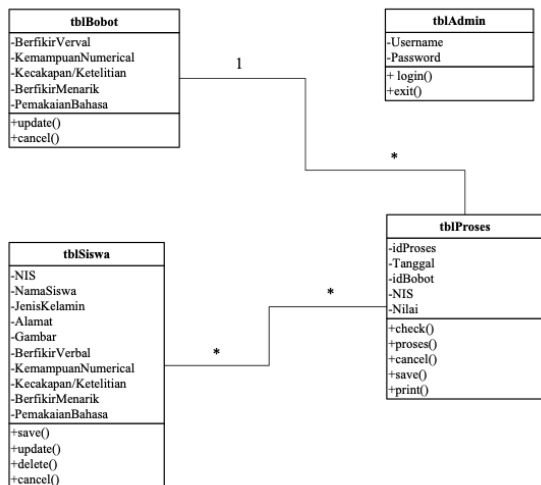 tblBobot
-BerfikirVerval
-KemampuanNumerical
-Kecakapan/Ketelitian
-BerfikirMenarik
-PemakaianBahasa
+update()
+cancel()
1
tblAdmin
-Username
-Password
+ login()
+exit()
*
tblProses
-idProses
-Tanggal
-idBobot
-NIS
-Nilai
+check()
+proses()
+cancel()
+save()
+print()
*
*
tblSiswa
-NIS
-NamaSiswa
-JenisKelamin
-Alamat
-Gambar
-BerfikirVerbal
-KemampuanNumerical
-Kecakapan/Ketelitian
-BerfikirMenarik
-PemakaianBahasa
+save()
+update()
+delete()
+cancel()